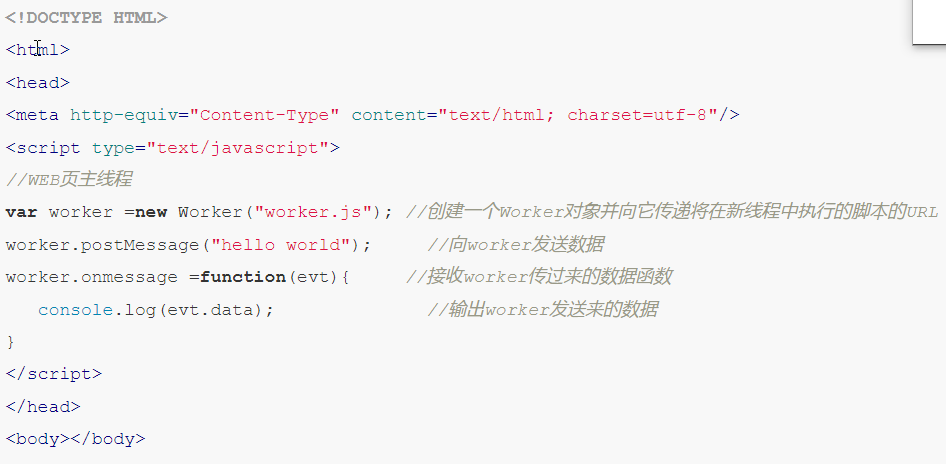 <!DOCTYPE HTML>
<html>
<head>
<meta http-equiv="Content-Type" content="text/html; charset=utf-8"/>
<script type="text/javascript">
//WEB页主线程
var worker =new Worker("worker.js"); //创建一个Worker对象并向它传递将在新线程中执行的脚本的URL
worker.postMessage("hello world");     //向worker发送数据
worker.onmessage =function(evt){     //接收worker传过来的数据函数
   console.log(evt.data);              //输出worker发送来的数据
}
</script>
</head>
<body></body>